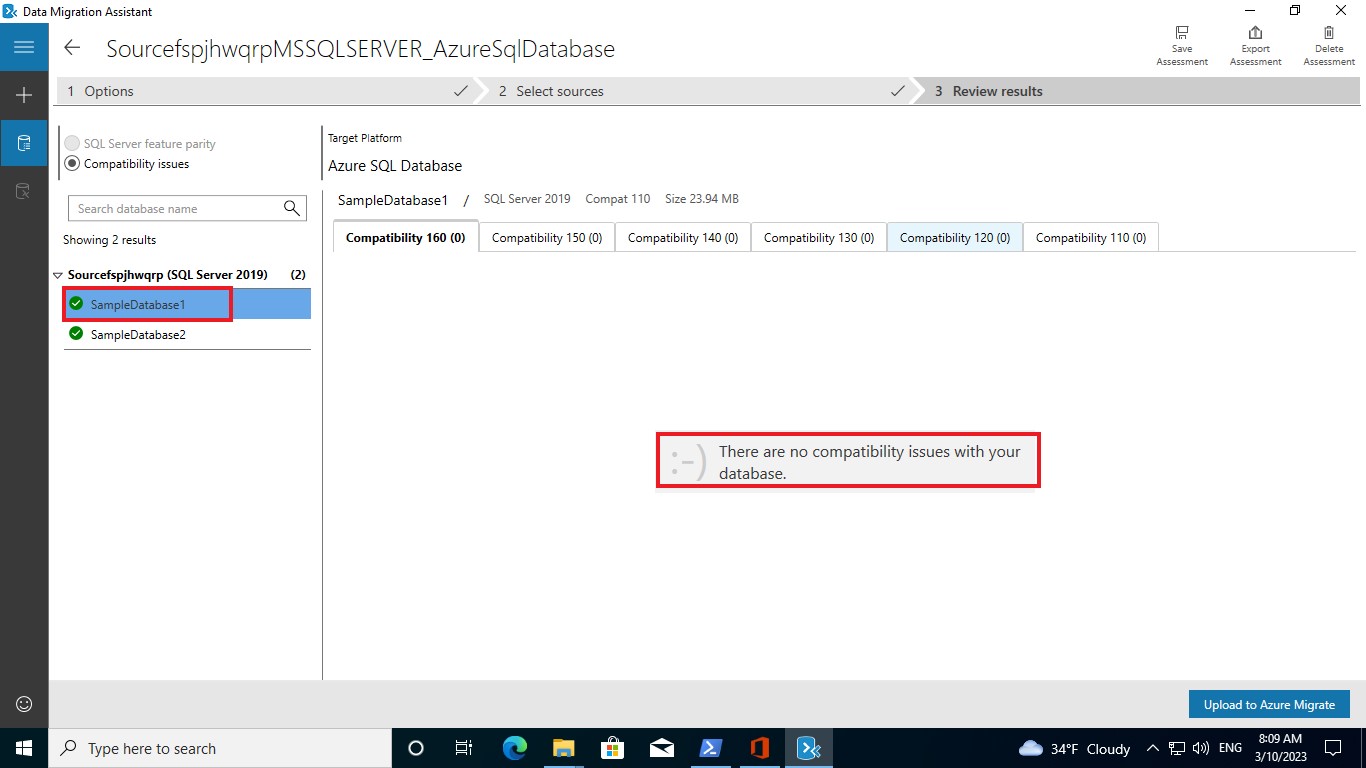 Data Migration Assistant
SourcefspjhwqrpMSSQLSERVER_AzureSqlDatabase
Save
Assessment
Export
Assessment
Delete
Assessment
1 Options
2 Select sources
3 Review results
SQL Server feature parity
Compatibility issues
Search database name
Showing 2 results
Sourcefspjhwqrp (SQL Server 2019) (2)
SampleDatabase1
SampleDatabase2
Target Platform
Azure SQL Database
SampleDatabase1 / SQL Server 2019 Compat 110 Size 23.94 MB
Compatibility 160 (0) Compatibility 150 (0) Compatibility 140 (0) Compatibility 130 (0) Compatibility 120 (0) Compatibility 110 (0)
:-)
There are no compatibility issues with your
database.
Upload to Azure Migrate
Type here to search
34°F Cloudy
ENG
8:09 AM
3/10/2023